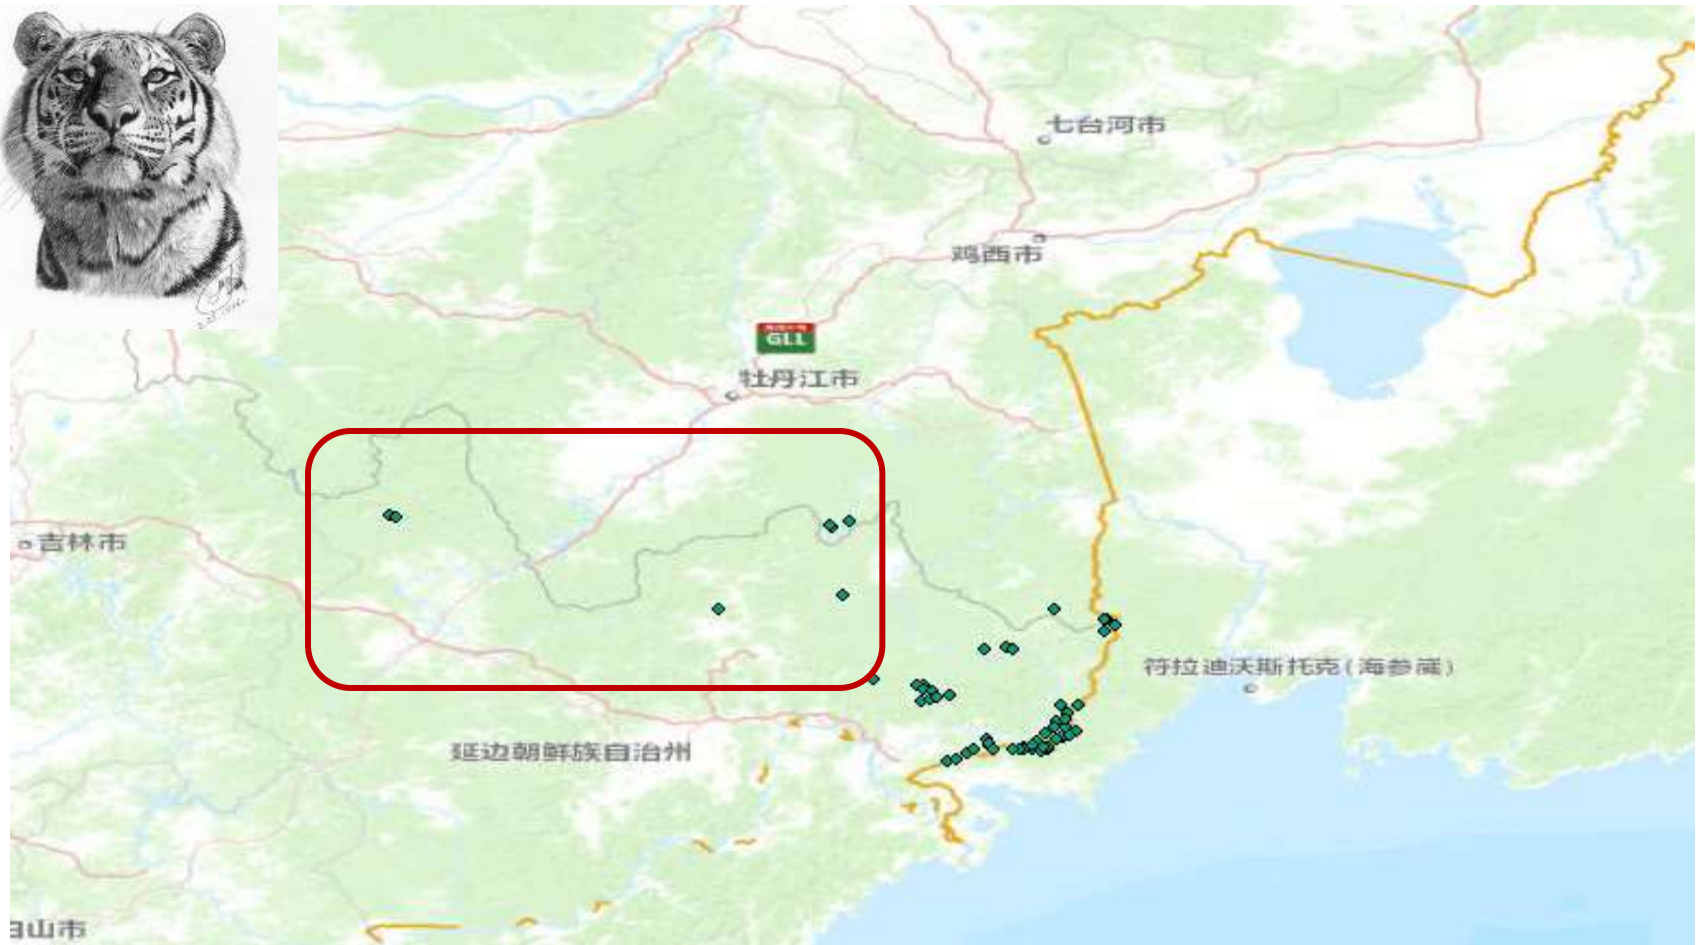 七台河市
鸡西市
G11
牡丹江市
吉林市
符拉迪沃斯托克(海参崴)
延边朝鲜族自治州
白山市